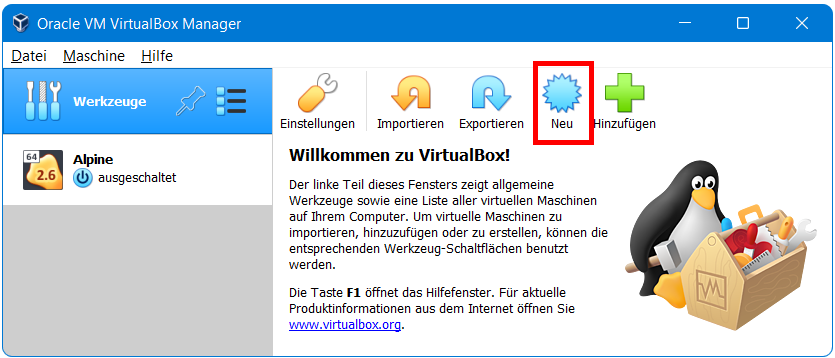 Oracle VM VirtualBox Manager
Datei Maschine Hilfe
Werkzeuge
64
2.6
Alpine
ausgeschaltet
Einstellungen Importieren Exportieren Neu Hinzufügen
Willkommen zu VirtualBox!
Der linke Teil dieses Fensters zeigt allgemeine
Werkzeuge sowie eine Liste aller virtuellen Maschinen
auf Ihrem Computer. Um virtuelle Maschinen zu
importieren, hinzuzufügen oder zu erstellen, können die
entsprechenden Werkzeug-Schaltflächen benutzt
werden.
Die Taste F1 öffnet das Hilfefenster. Für aktuelle
Produktinformationen aus dem Internet öffnen Sie
www.virtualbox.org.